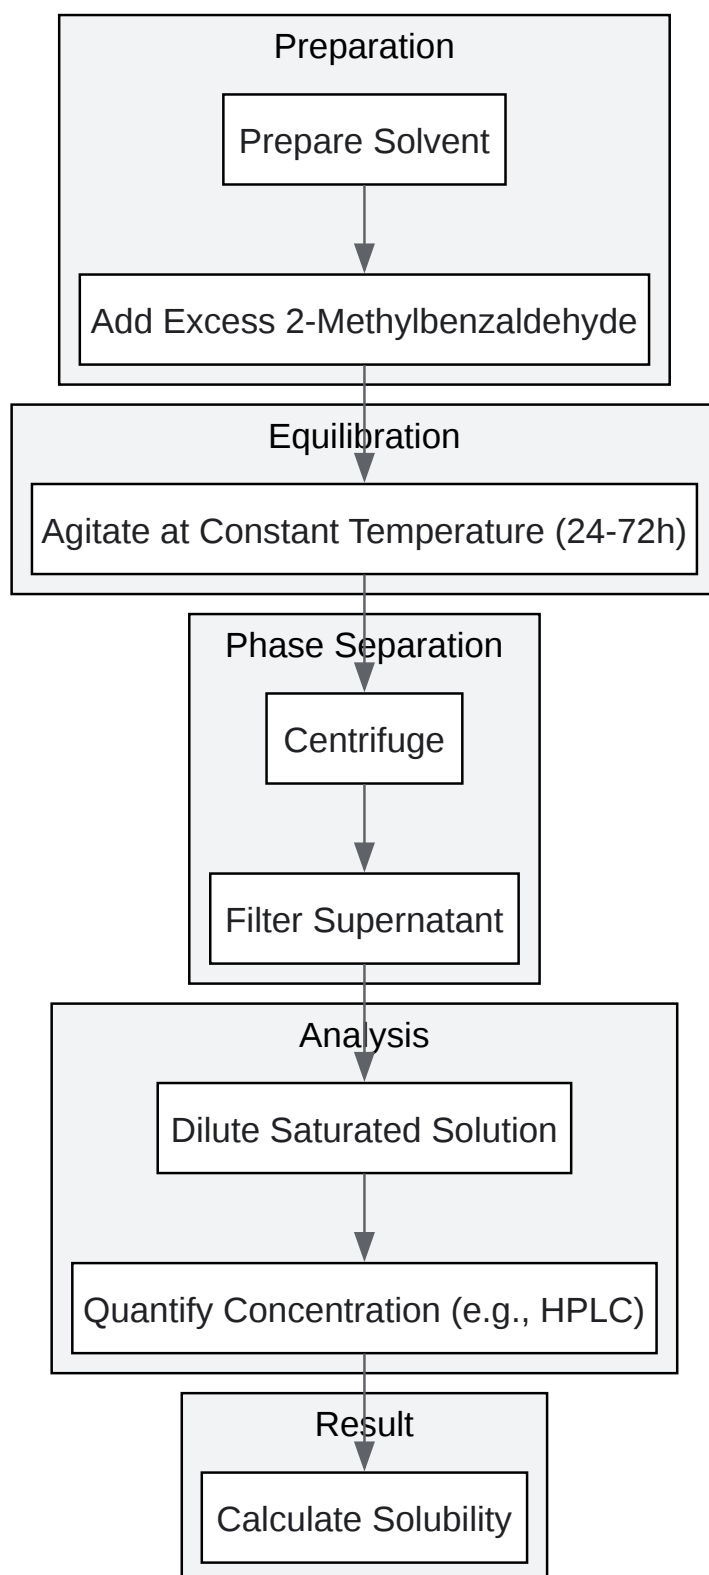 Preparation
Prepare Solvent
Add Excess 2-Methylbenzaldehyde
Equilibration
Agitate at Constant Temperature (24-72h)
Phase Separation
Centrifuge
Filter Supernatant
Analysis
Dilute Saturated Solution
Quantify Concentration (e.g., HPLC)
Result
Calculate Solubility